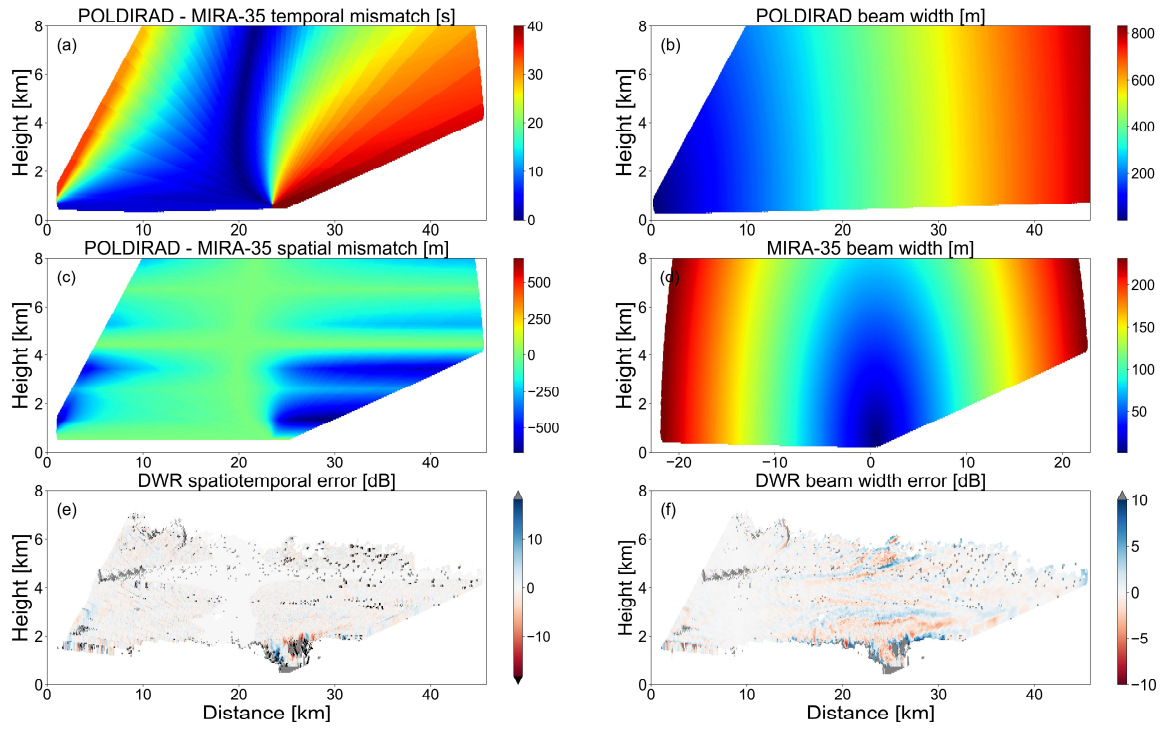 POLDIRAD - MIRA-35 temporal mismatch [s]
(a)
Height [km]
8
6
4
2
0
0 10 20 30 40
40
30
20
10
0
POLDIRAD beam width [m]
(b)
Height [km]
8
6
4
2
0
0 10 20 30 40
800
600
400
200
POLDIRAD - MIRA-35 spatial mismatch [m]
(c)
Height [km]
8
6
4
2
0
0 10 20 30 40
500
250
0
−250
−500
MIRA-35 beam width [m]
(d)
Height [km]
8
6
4
2
0
−20 −10 0 10 20
200
150
100
50
DWR spatiotemporal error [dB]
(e)
Height [km]
8
6
4
2
0
0 10 20 30 40
Distance [km]
10
0
−10
DWR beam width error [dB]
(f)
Height [km]
8
6
4
2
0
0 10 20 30 40
Distance [km]
10
5
0
−5
−10